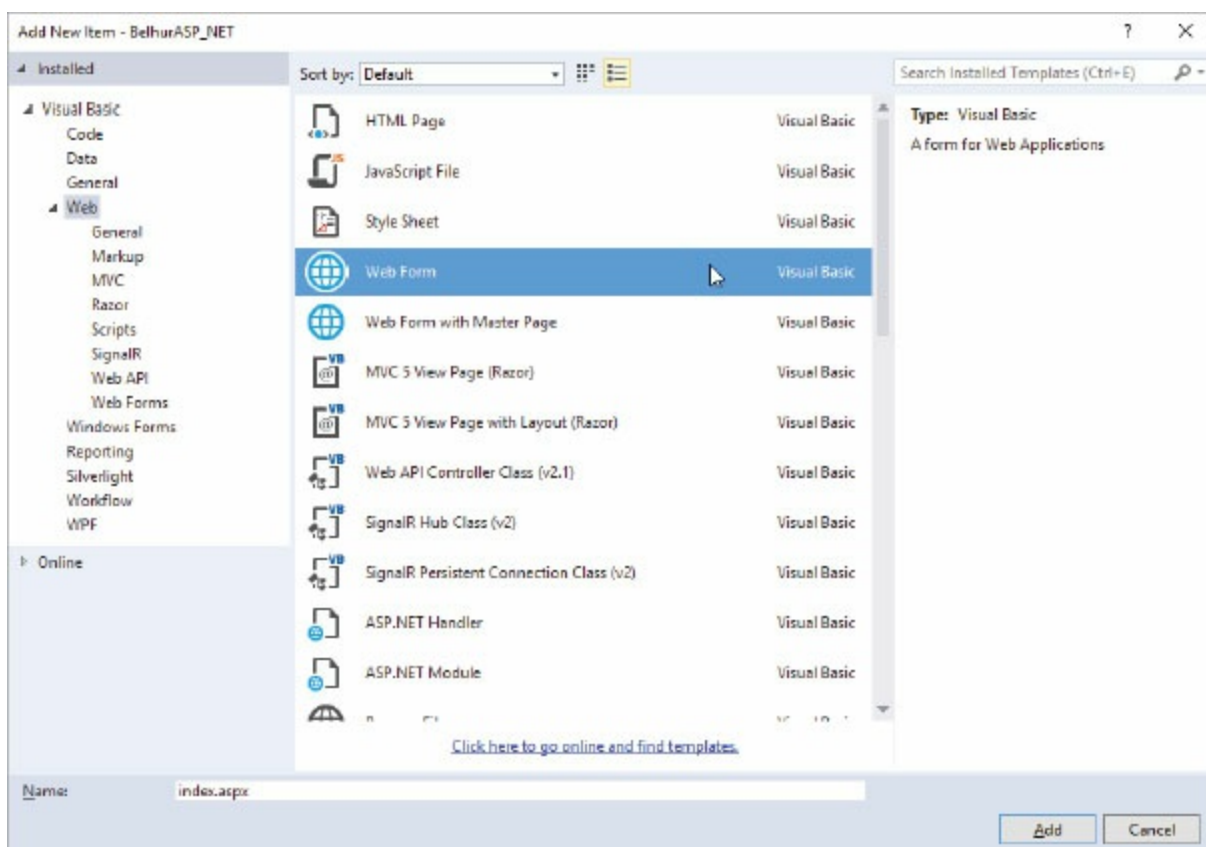 Add New Item - BelhurASP_NET
?
Installed
Sort by: Default
Search Installed Templates (Ctrl+E)
Visual Basic
Code
Data
General
Web
General
Markup
MVC
Razor
Scripts
SignalR
Web API
Web Forms
Windows Forms
Reporting
Silverlight
Workflow
WPF
Online
HTML Page Visual Basic
JS
JavaScript File Visual Basic
Style Sheet Visual Basic
Web Form Visual Basic
Web Form with Master Page Visual Basic
VB
MVC 5 View Page (Razor) Visual Basic
VB
MVC 5 View Page with Layout (Razor) Visual Basic
VB
Web API Controller Class (v2.1) Visual Basic
VB
SignalR Hub Class (v2) Visual Basic
VB
SignalR Persistent Connection Class (v2) Visual Basic
ASP.NET Handler Visual Basic
ASP.NET Module Visual Basic
Click here to go online and find templates.
Type: Visual Basic
A form for Web Applications
Name: index.aspx
Add Cancel